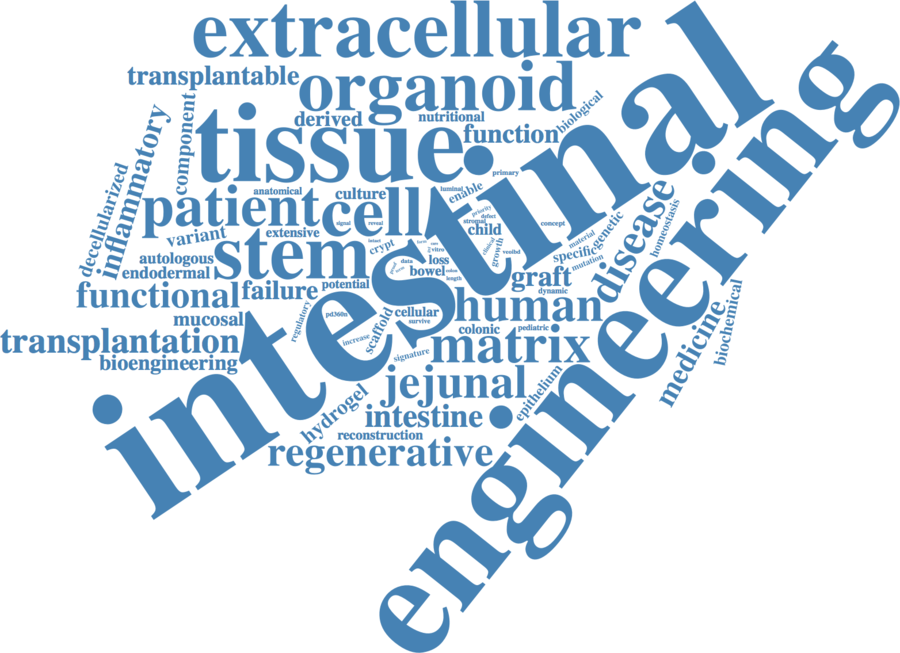 extracellular
transplantable
organoid
biological
nutritional
derived
component
inflammatory
tissue
function
decellularized
primary
anatomical
luminal
enable
culture
patient
cell
priority
defect
stromal
child
signal
reveal
concept
genetic
disease
homeostasis
variant
extensive
crypt
clinical
growth
material
specific
mutation
stem
vitro
data
loss
autologous
endodermal
bowel
length
graft
dynamic
potential
functional
failure
human
intestinal
engineering
mucosal
regulatory
pd360n
scaffold
cellular
survive
increase
colonic
pediatric
medicine
biochemical
transplantation
bioengineering
signature
matrix
jejunal
epithelium
hydrogel
intestine
reconstruction
regenerative